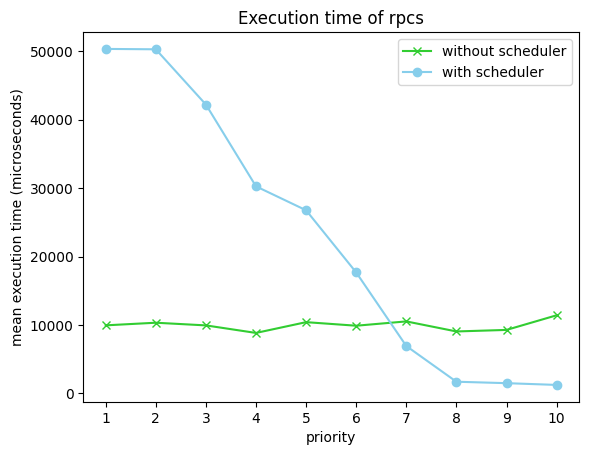 Execution time of rpcs
without scheduler
with scheduler
mean execution time (microseconds)
50000
40000
30000
20000
10000
0
1 2 3 4 5 6 7 8 9 10
priority